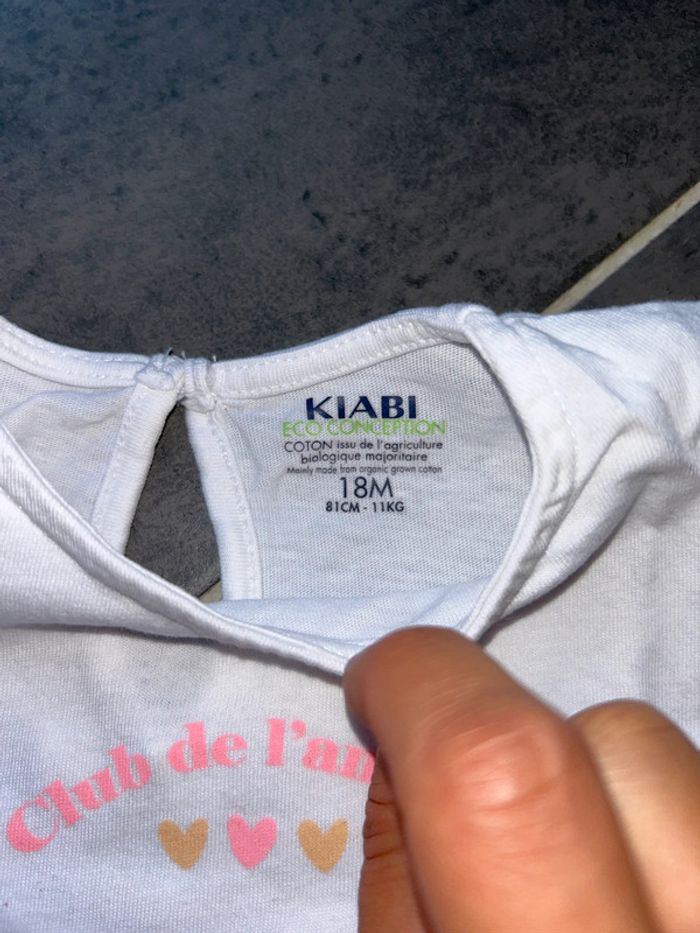 KIABI
ECO CONCEPTION
COTON issu de l'agriculture
biologique majoritaire
Mainly made from organic grown cotton
18M
81CM - 11KG
Club de l'am